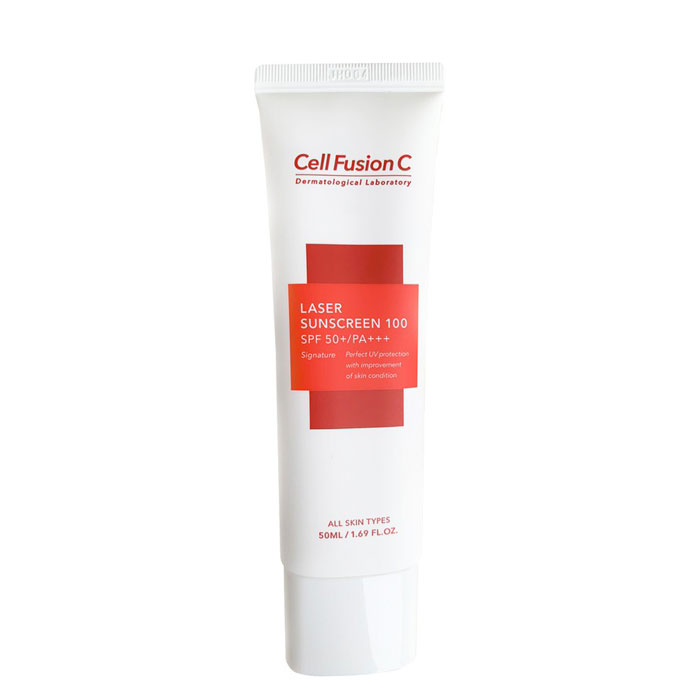 Cell Fusion C
Dermatological Laboratory
LASER
SUNSCREEN 100
SPF 50+/PA+++
Signature Perfect UV protection
with improvement
of skin condition
ALL SKIN TYPES
50ML / 1.69 FL.OZ.